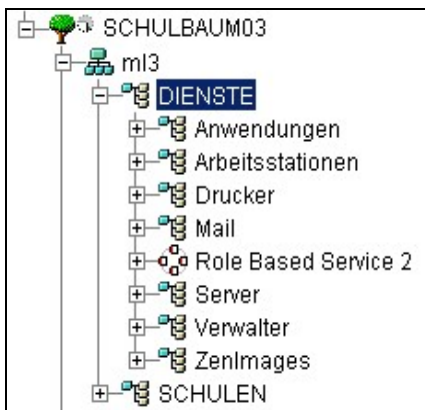 SCHULBAUM03
ml3
DIENSTE
Anwendungen
Arbeitsstationen
Drucker
Mail
Role Based Service 2
Server
Verwalter
ZenImages
SCHULEN